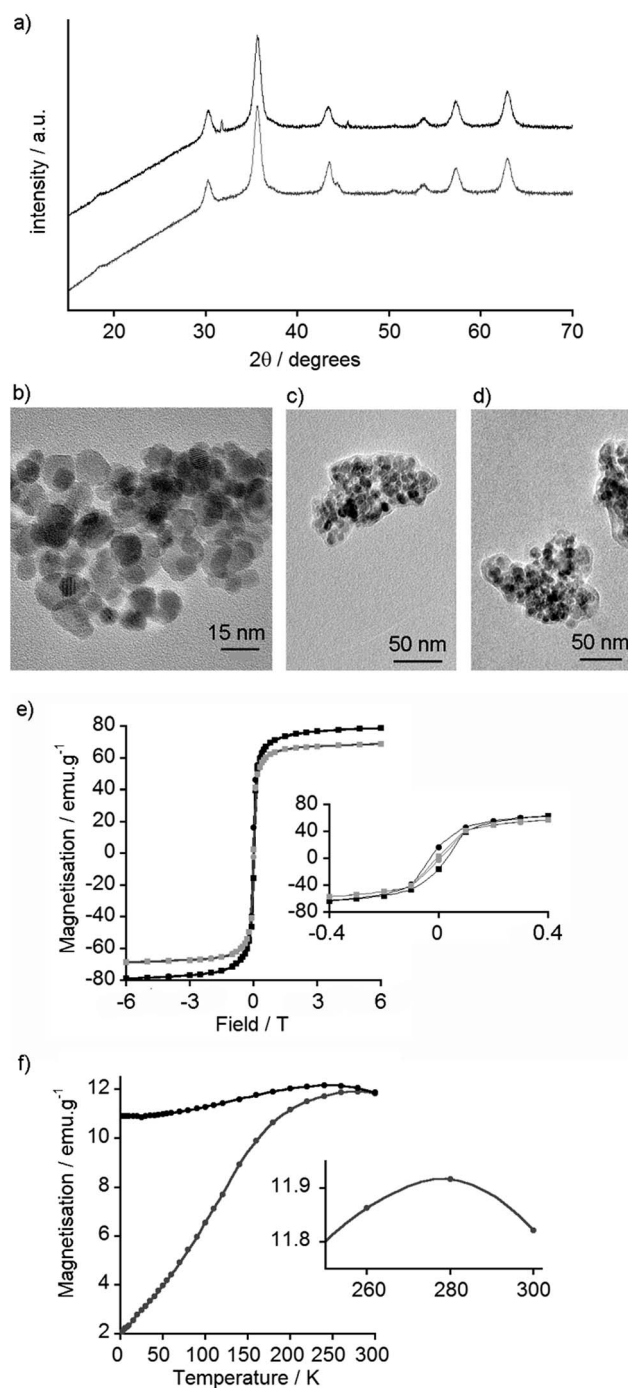 a)
intensity / a.u.
20 30 40 50 60 70
2θ / degrees
b)
c)
d)
15 nm
50 nm
50 nm
e)
Magnetisation / emu.g⁻¹
80
60
40
20
0
-20
-40
-60
-80
-6 -3 0 3 6
Field / T
80
40
0
-40
-80
-0.4 0 0.4
f)
Magnetisation / emu.g⁻¹
12
10
8
6
4
2
0 50 100 150 200 250 300
Temperature / K
11.9
11.8
260 280 300